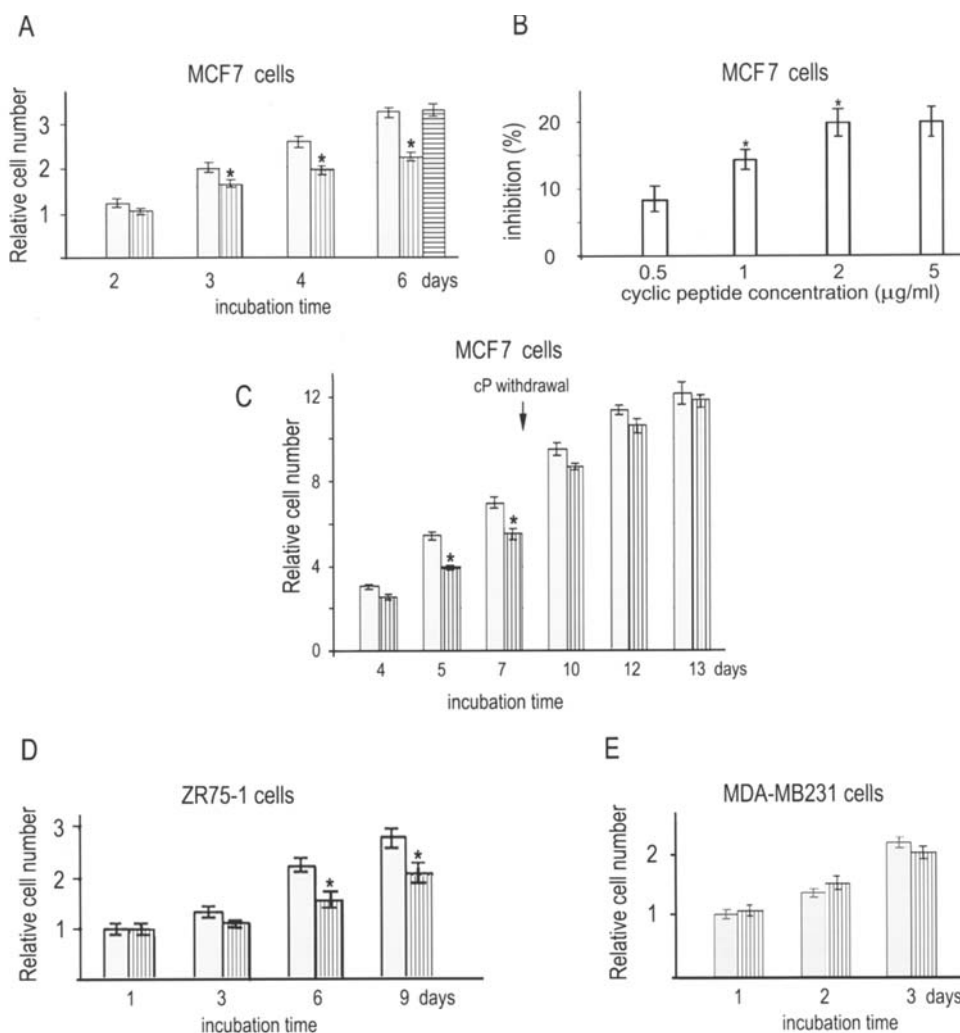 A
MCF7 cells
Relative cell number
3
2
1
*
*
*
2 3 4 6 days
incubation time
B
MCF7 cells
inhibition (%)
20
10
0
*
*
0.5 1 2 5
cyclic peptide concentration (μg/ml)
C
MCF7 cells
cP withdrawal
Relative cell number
12
8
4
0
*
*
4 5 7 10 12 13 days
incubation time
D
ZR75-1 cells
Relative cell number
3
2
1
*
*
1 3 6 9 days
incubation time
E
MDA-MB231 cells
Relative cell number
2
1
1 2 3 days
incubation time